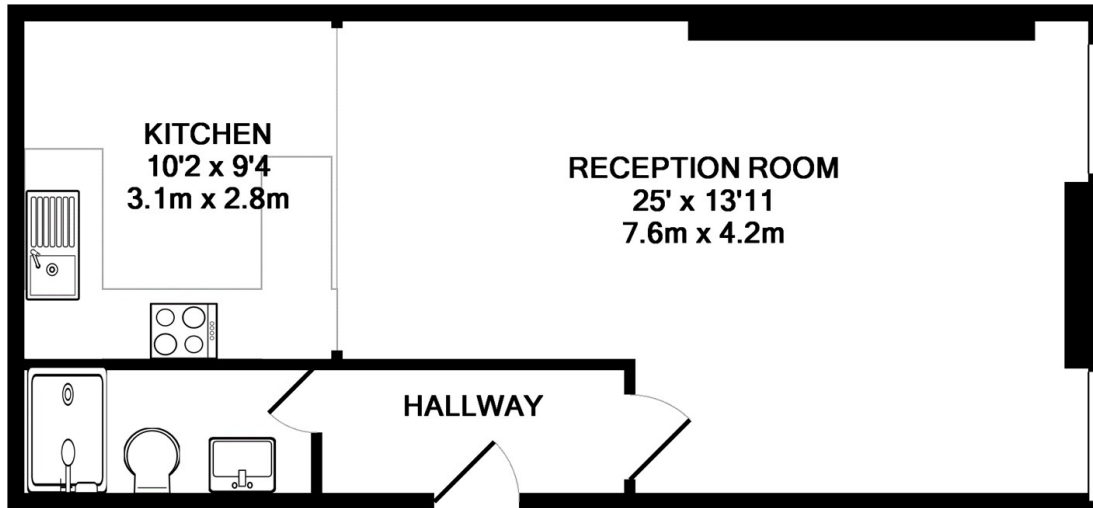 KITCHEN
10'2 x 9'4
3.1m x 2.8m
RECEPTION ROOM
25' x 13'11
7.6m x 4.2m
HALLWAY